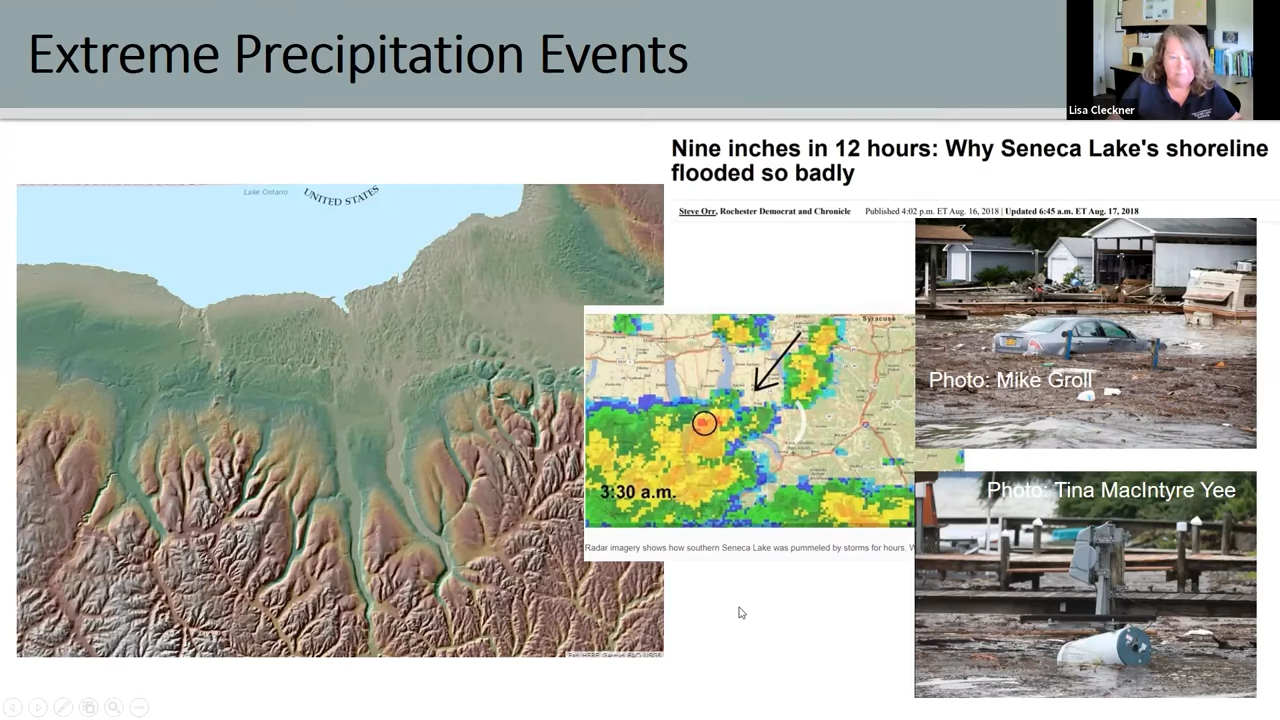 Extreme Precipitation Events
Lisa Cleckner
Nine inches in 12 hours: Why Seneca Lake's shoreline
flooded so badly
Steve Orr, Rochester Democrat and Chronicle Published 4:02 p.m. ET Aug. 16, 2018 | Updated 6:45 a.m. ET Aug. 17, 2018
Lake Ontario
UNITED STATES
Syracuse
3:30 a.m.
Radar imagery shows how southern Seneca Lake was pummeled by storms for hours. W
Photo: Mike Groll
Photo: Tina MacIntyre Yee